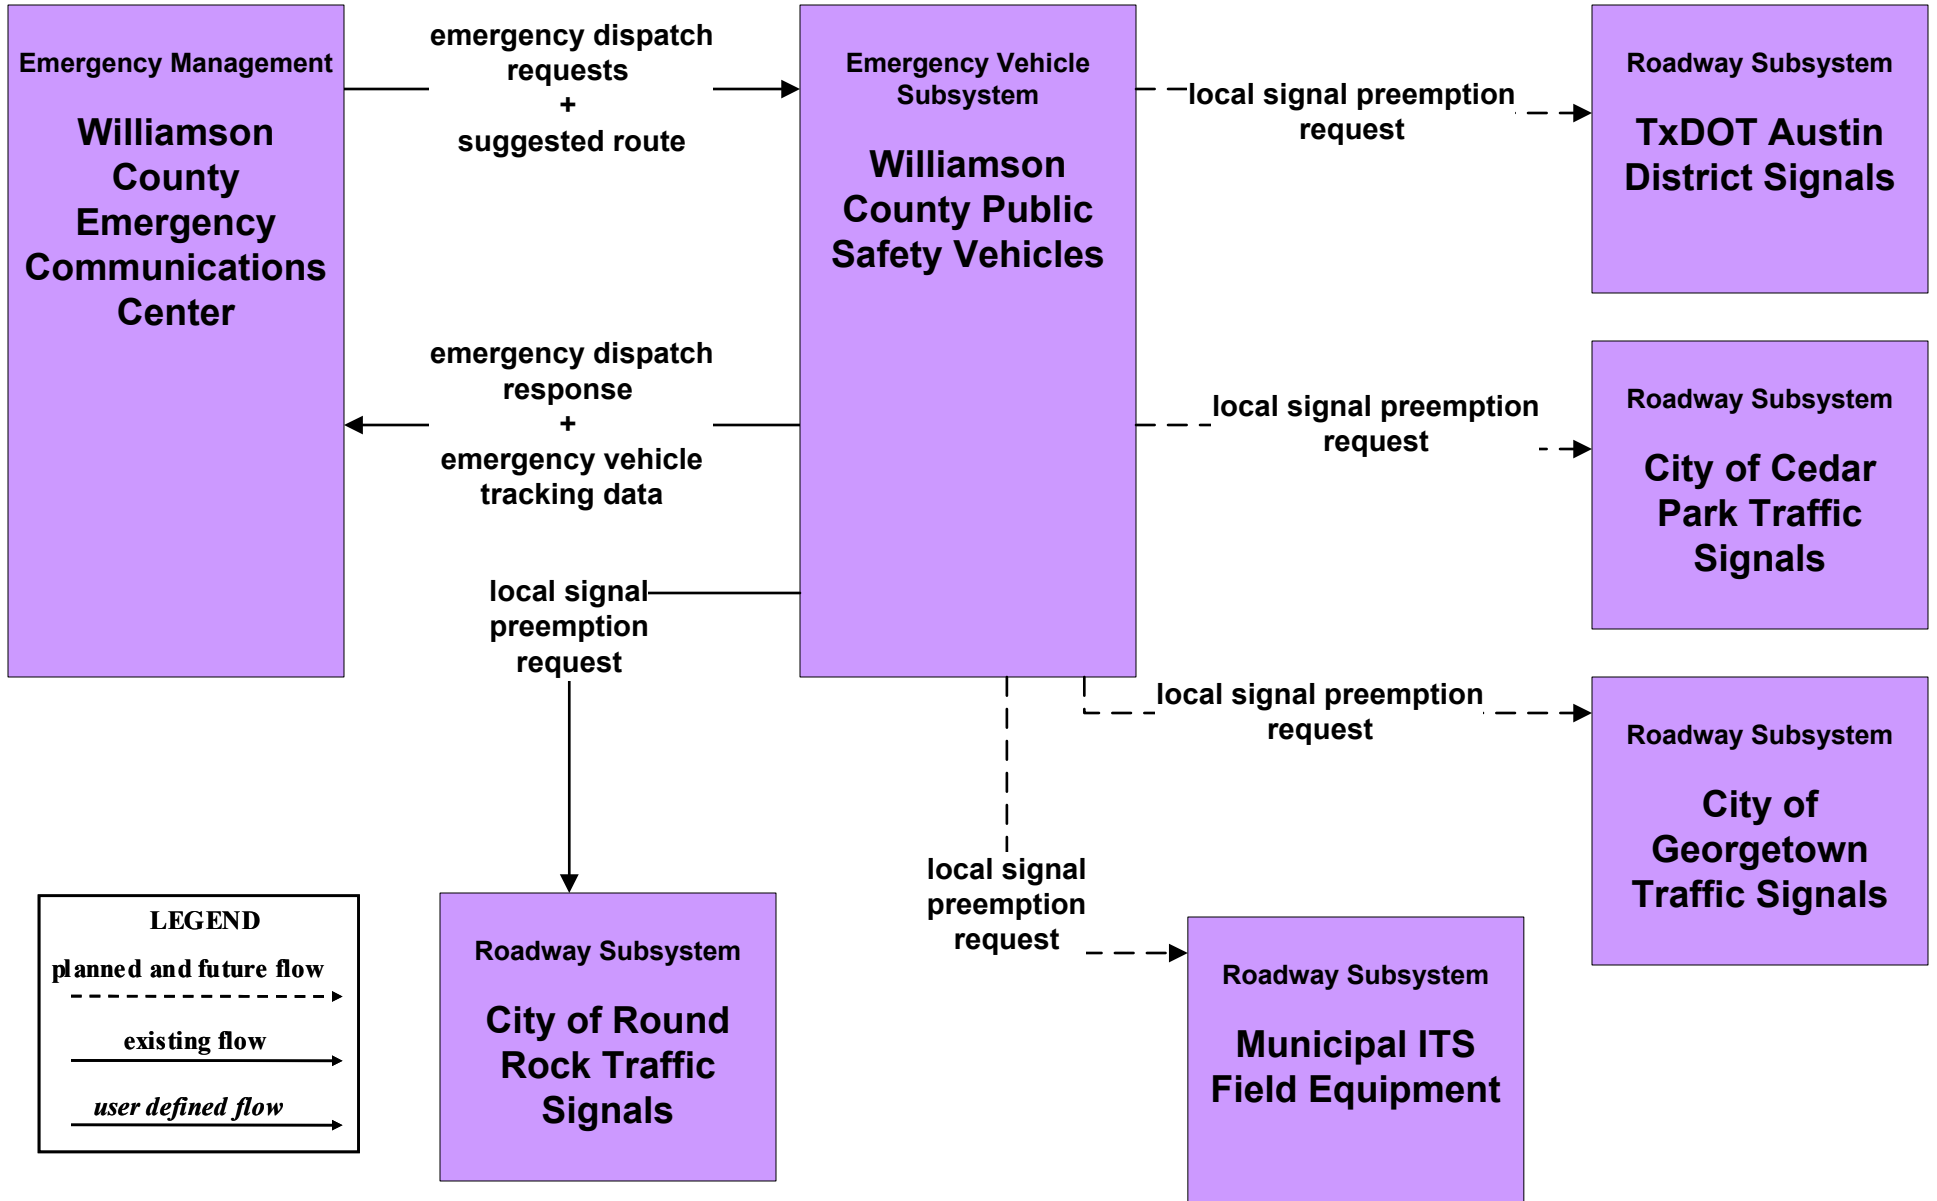 Emergency Management
Williamson
County
Emergency
Communications
Center
emergency dispatch
requests
+
suggested route
emergency dispatch
response
+
emergency vehicle
tracking data
Emergency Vehicle
Subsystem
Williamson
County Public
Safety Vehicles
local signal preemption
request
Roadway Subsystem
TxDOT Austin
District Signals
local signal preemption
request
Roadway Subsystem
City of Cedar
Park Traffic
Signals
local signal preemption
request
Roadway Subsystem
City of
Georgetown
Traffic Signals
local signal
preemption
request
Roadway Subsystem
City of Round
Rock Traffic
Signals
local signal
preemption
request
Roadway Subsystem
Municipal ITS
Field Equipment
LEGEND
planned and future flow
existing flow
user defined flow